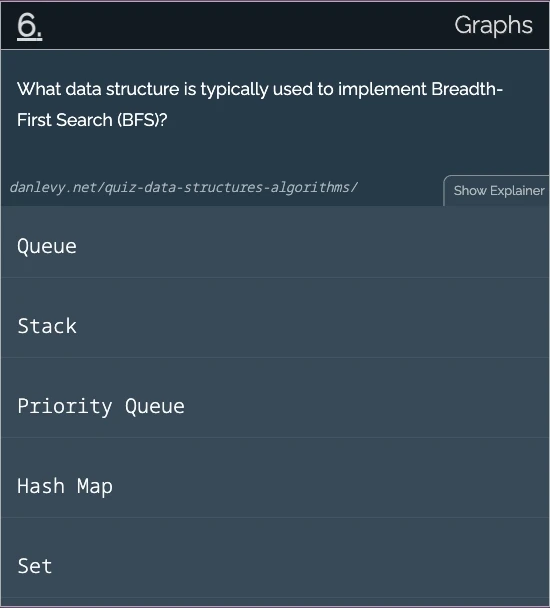 6.
Graphs
What data structure is typically used to implement Breadth-
First Search (BFS)?
danlevy.net/quiz-data-structures-algorithms/
Show Explainer
Queue
Stack
Priority Queue
Hash Map
Set